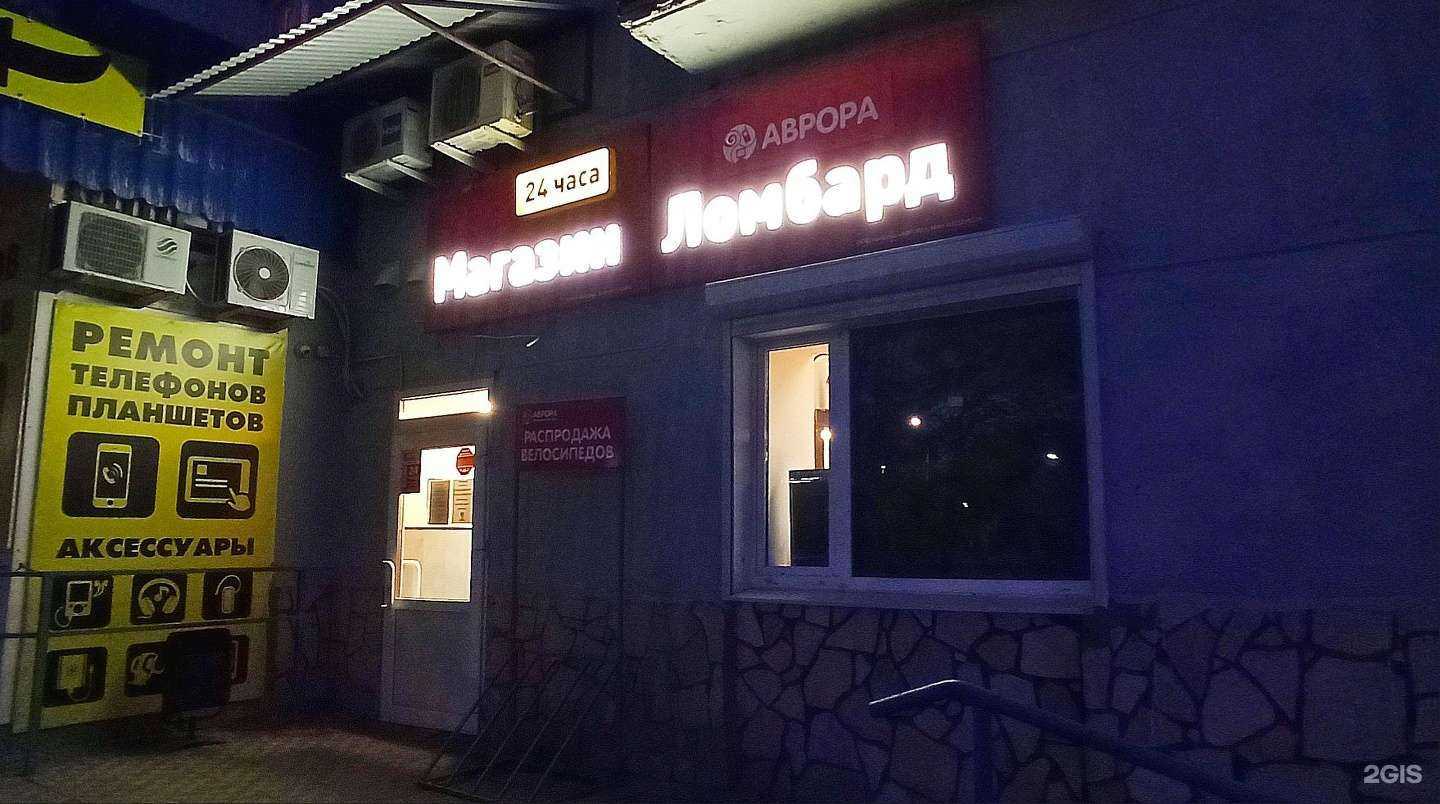 РЕМОНТ
ТЕЛЕФОНОВ
ПЛАНШЕТОВ
АКСЕССУАРЫ
24 часа
Магазин
АВРОРА
Ломбард
АВРОРА
РАСПРОДАЖА
ВЕЛОСИПЕДОВ
2GIS